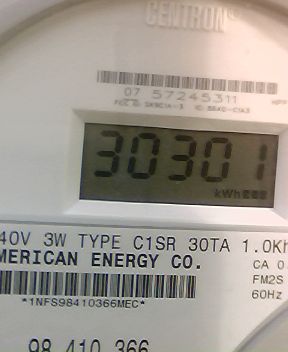 CENTRON®
07 57245311
30301
kWh
40V 3W TYPE C1SR 30TA 1.0Kh
MERICAN ENERGY CO.
CA 0.
FM2S
60Hz
*1NFS98410366MEC*
98 410 366